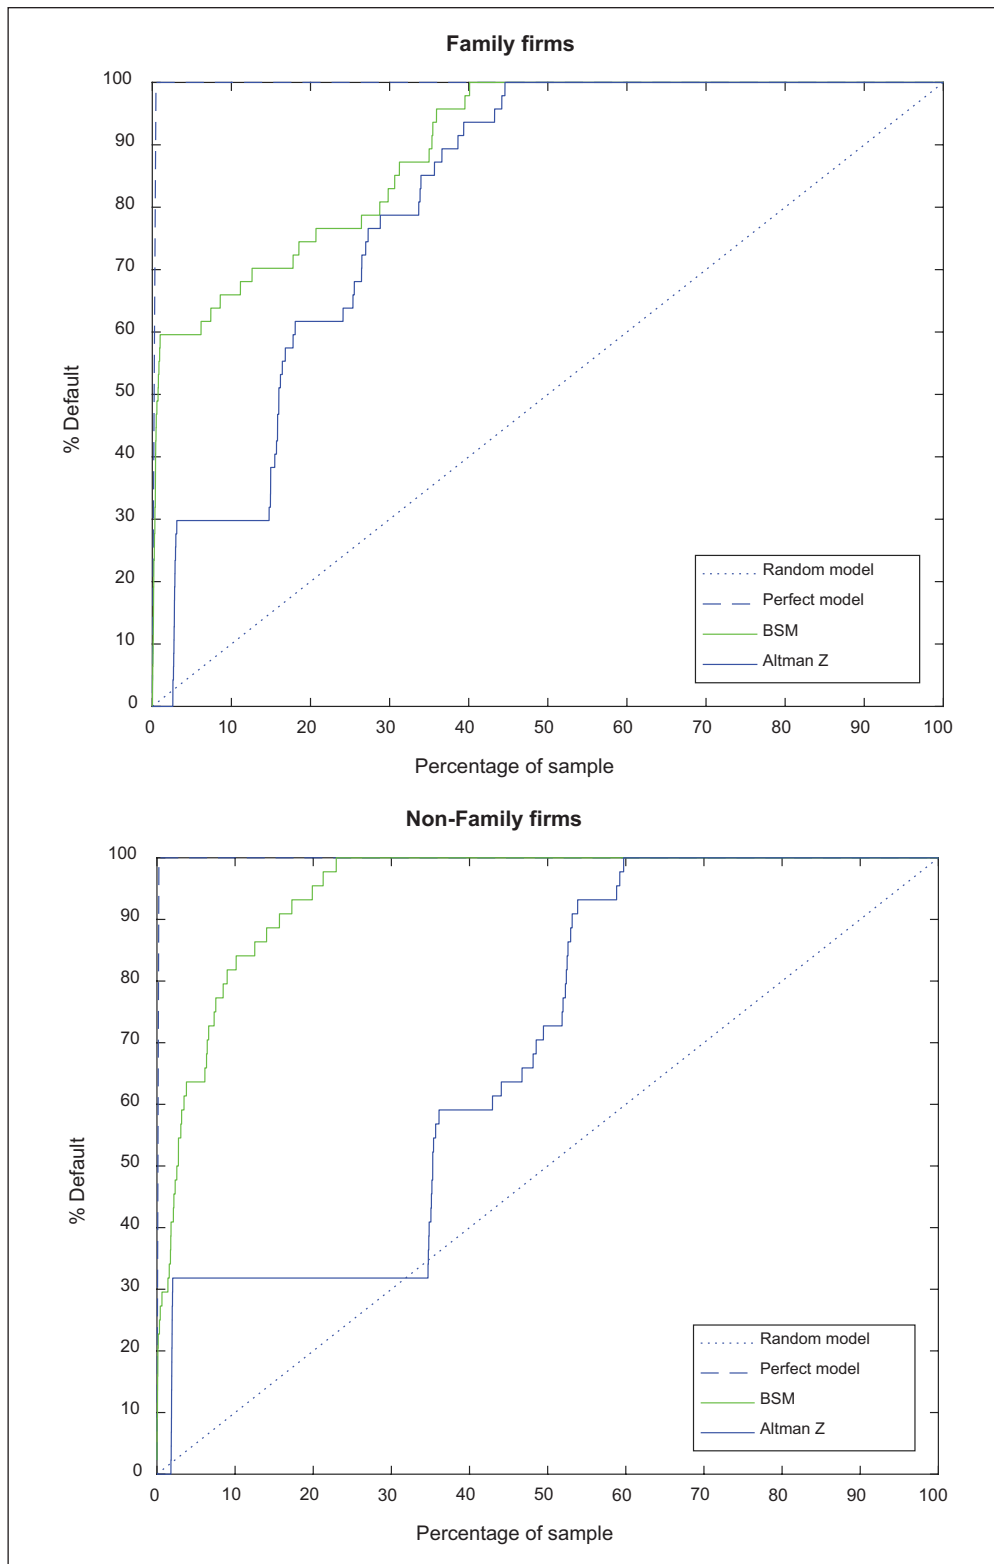 Family firms
100
90
80
70
60
50
40
30
20
10
0
% Default
Random model
Perfect model
BSM
Altman Z
0 10 20 30 40 50 60 70 80 90 100
Percentage of sample
Non-Family firms
100
90
80
70
60
50
40
30
20
10
0
% Default
Random model
Perfect model
BSM
Altman Z
0 10 20 30 40 50 60 70 80 90 100
Percentage of sample